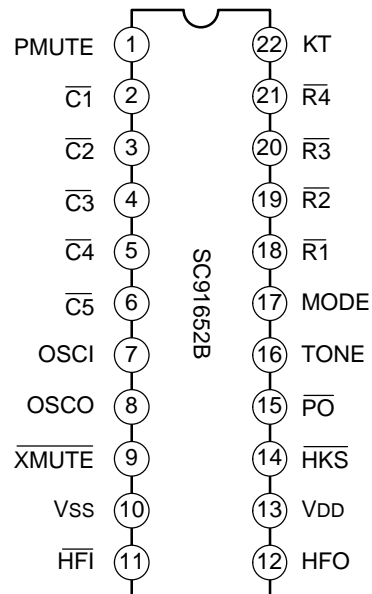 PMUTE 1 22 KT
C1 2 21 R4
C2 3 20 R3
C3 4 19 R2
C4 5 18 R1
C5 6 17 MODE
OSCI 7 16 TONE
OSCO 8 15 PO
XMUTE 9 14 HKS
VSS 10 13 VDD
HFI 11 12 HFO
SC91652B